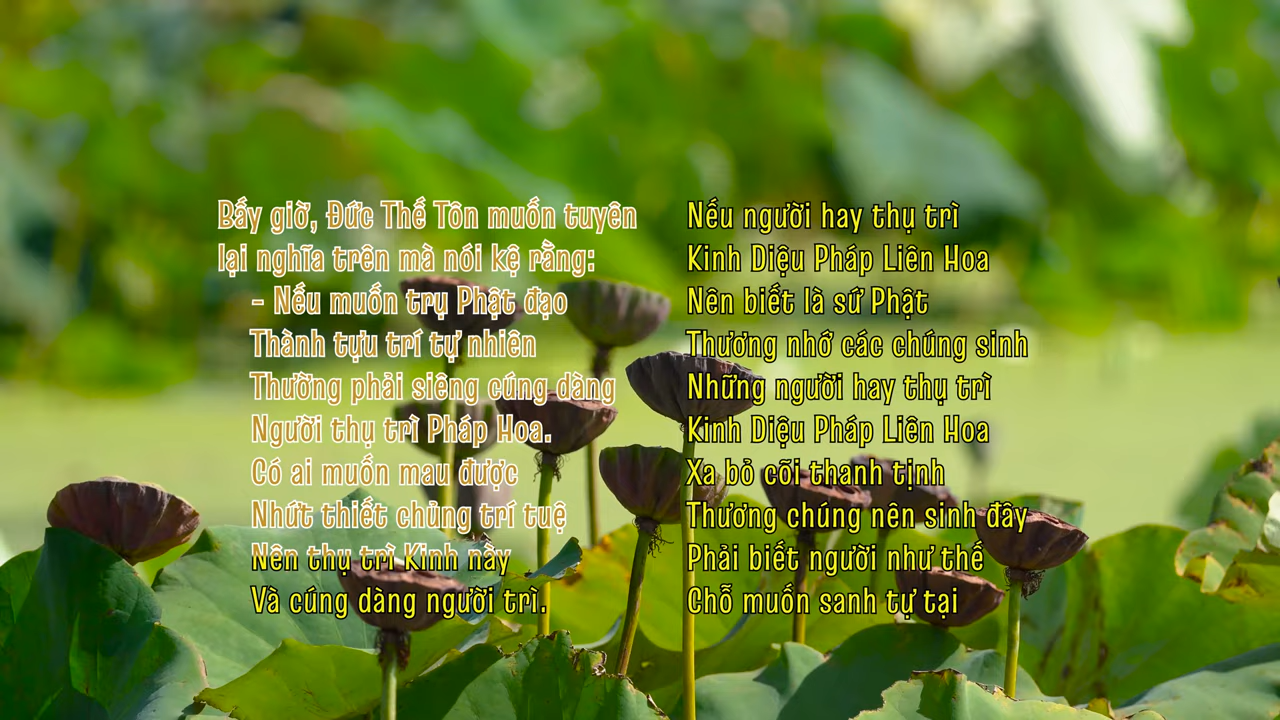 Bấy giờ, Đức Thế Tôn muốn tuyên
lại nghĩa trên mà nói kệ rằng:
- Nếu muốn trụ Phật đạo
Thành tựu trí tự nhiên
Thường phải siêng cúng dàng
Người thụ trì Pháp Hoa.
Có ai muốn mau được
Nhứt thiết chủng trí tuệ
Nên thụ trì Kinh này
Và cúng dàng người trì.
Nếu người hay thụ trì
Kinh Diệu Pháp Liên Hoa
Nên biết là sứ Phật
Thương nhớ các chúng sinh
Những người hay thụ trì
Kinh Diệu Pháp Liên Hoa
Xa bỏ cõi thanh tịnh
Thương chúng nên sinh đây
Phải biết người như thế
Chỗ muốn sanh tự tại